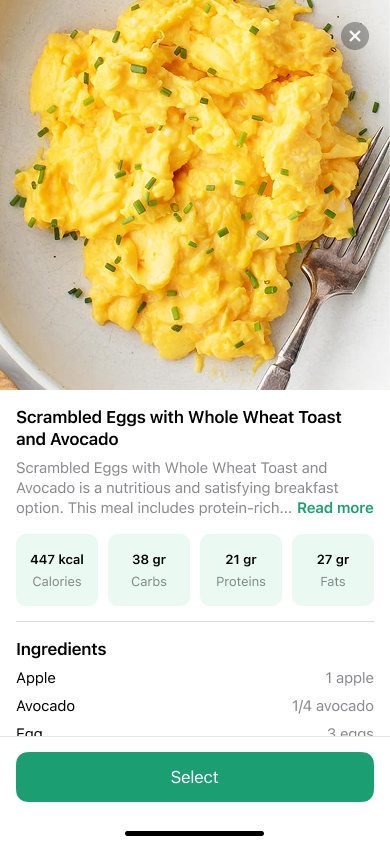 Scrambled Eggs with Whole Wheat Toast
and Avocado
Scrambled Eggs with Whole Wheat Toast and
Avocado is a nutritious and satisfying breakfast
option. This meal includes protein-rich... Read more
447 kcal
Calories
38 gr
Carbs
21 gr
Proteins
27 gr
Fats
Ingredients
Apple 1 apple
Avocado 1/4 avocado
Egg 3 eggs
Select